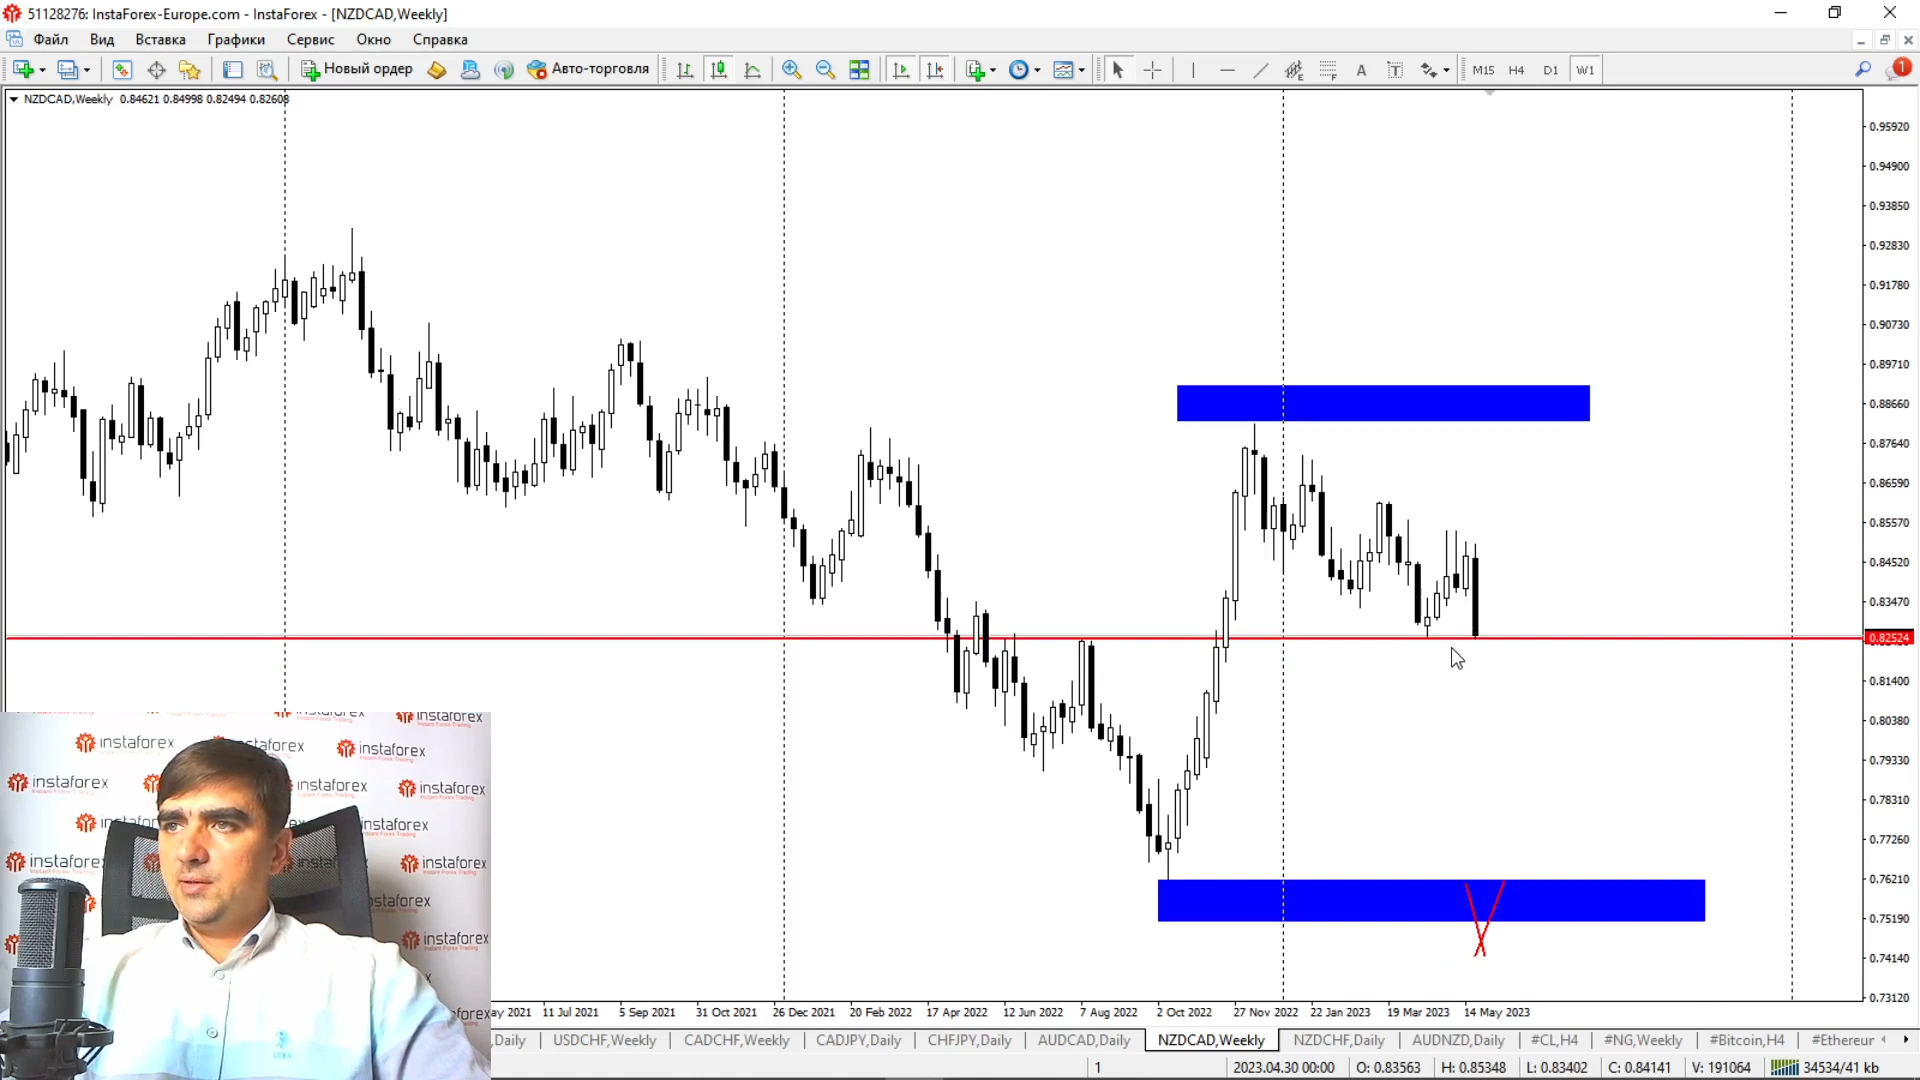 51128276: InstaForex-Europe.com - InstaForex - [NZDCAD,Weekly]
Файл Вид Вставка Графики Сервис Окно Справка
Новый ордер Авто-торговля A T M15 H4 D1 W1 1
NZDCAD,Weekly 0.84621 0.84998 0.82494 0.82608
0.95920
0.94900
0.93850
0.92830
0.91780
0.90730
0.89710
0.88660
0.87640
0.86590
0.85570
0.84520
0.83470
0.82524
0.81400
0.80380
0.79330
0.78310
0.77260
0.76210
0.75190
0.74140
0.73120
instaforex
Instant Forex Trading
ay 2021 11 Jul 2021 5 Sep 2021 31 Oct 2021 26 Dec 2021 20 Feb 2022 17 Apr 2022 12 Jun 2022 7 Aug 2022 2 Oct 2022 27 Nov 2022 22 Jan 2023 19 Mar 2023 14 May 2023
,Daily USDCHF,Weekly CADCHF,Weekly CADJPY,Daily CHFJPY,Daily AUDCAD,Daily NZDCAD,Weekly NZDCHF,Daily AUDNZD,Daily #CL,H4 #NG,Weekly #Bitcoin,H4 #Ethereur
1 2023.04.30 00:00 O: 0.83563 H: 0.85348 L: 0.83402 C: 0.84141 V: 191064 34534/41 kb